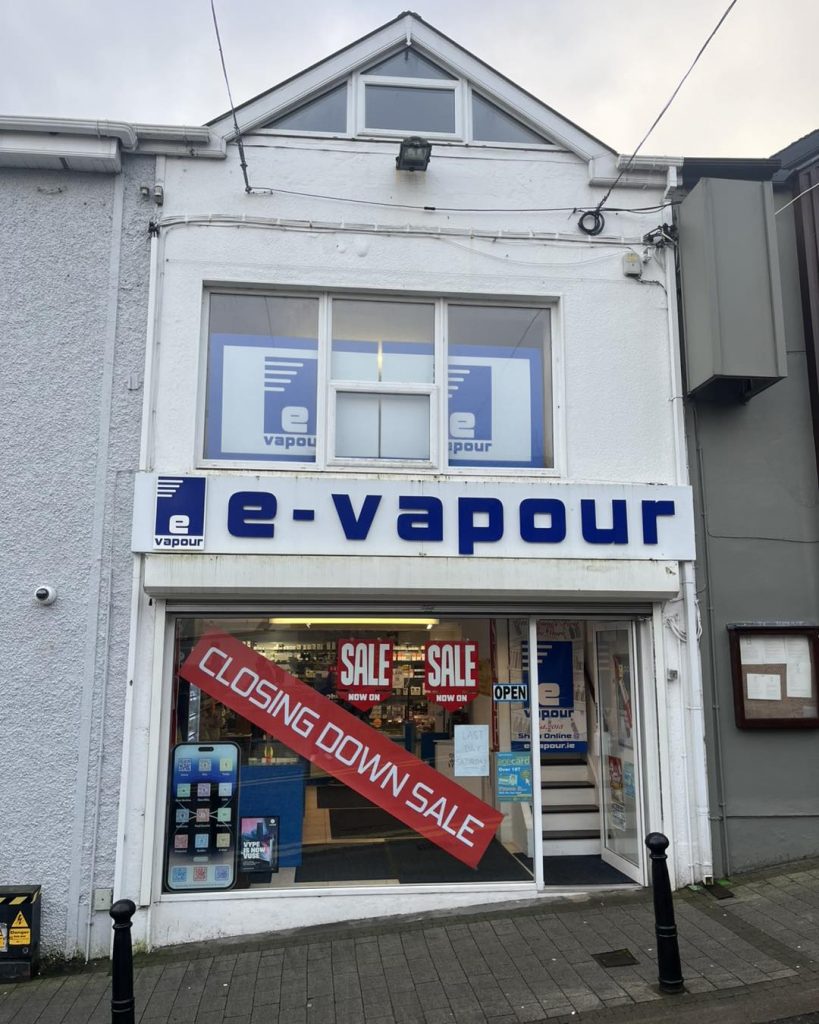 e
vapour
e
vapour
e
vapour
e-vapour
CLOSING DOWN SALE
SALE
NOW ON
SALE
NOW ON
OPEN
LAST
DAY
SATURDAY
e
vapour
Shop Online @
evapour.ie
Over 18?
VYPE
IS NOW
VUSE
Danger